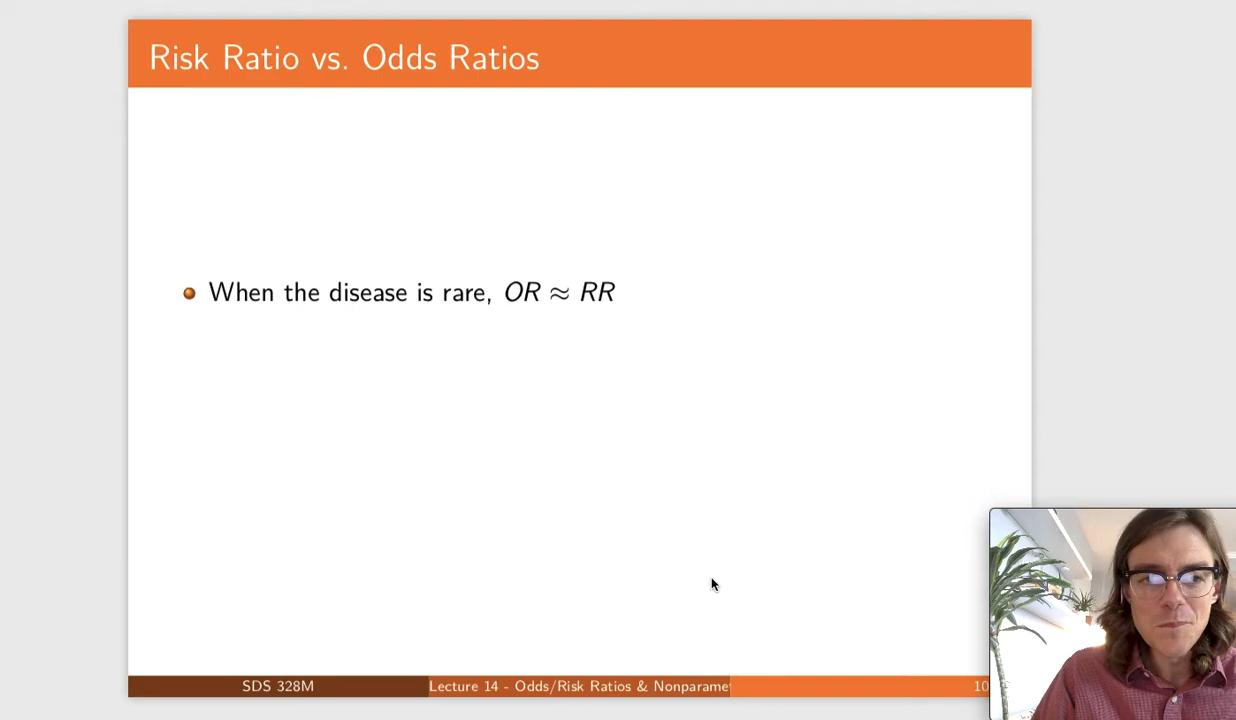 Risk Ratio vs. Odds Ratios
When the disease is rare, OR ≈ RR
SDS 328M
Lecture 14 - Odds/Risk Ratios & Nonparame
10